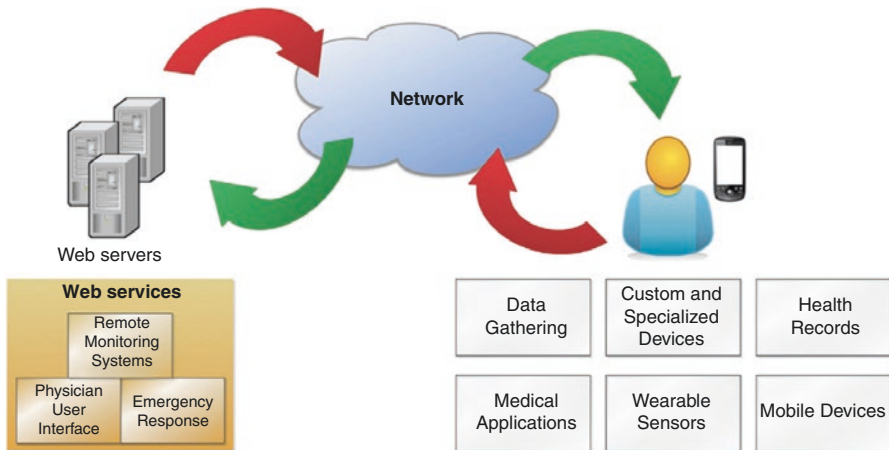 Network
Web servers
Web services
Remote
Monitoring
Systems
Physician
User
Interface
Emergency
Response
Data
Gathering
Custom and
Specialized
Devices
Health
Records
Medical
Applications
Wearable
Sensors
Mobile Devices